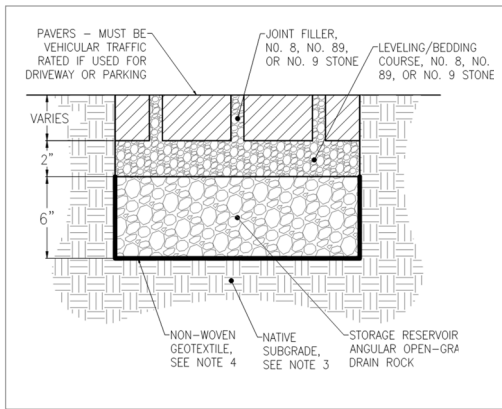 PAVERS – MUST BE
VEHICULAR TRAFFIC
RATED IF USED FOR
DRIVEWAY OR PARKING
JOINT FILLER,
NO. 8, NO. 89,
OR NO. 9 STONE
LEVELING/BEDDING
COURSE, NO. 8, NO.
89, OR NO. 9 STONE
VARIES
2"
6"
NON–WOVEN
GEOTEXTILE,
SEE NOTE 4
NATIVE
SUBGRADE,
SEE NOTE 3
STORAGE RESERVOIR
ANGULAR OPEN–GRA
DRAIN ROCK